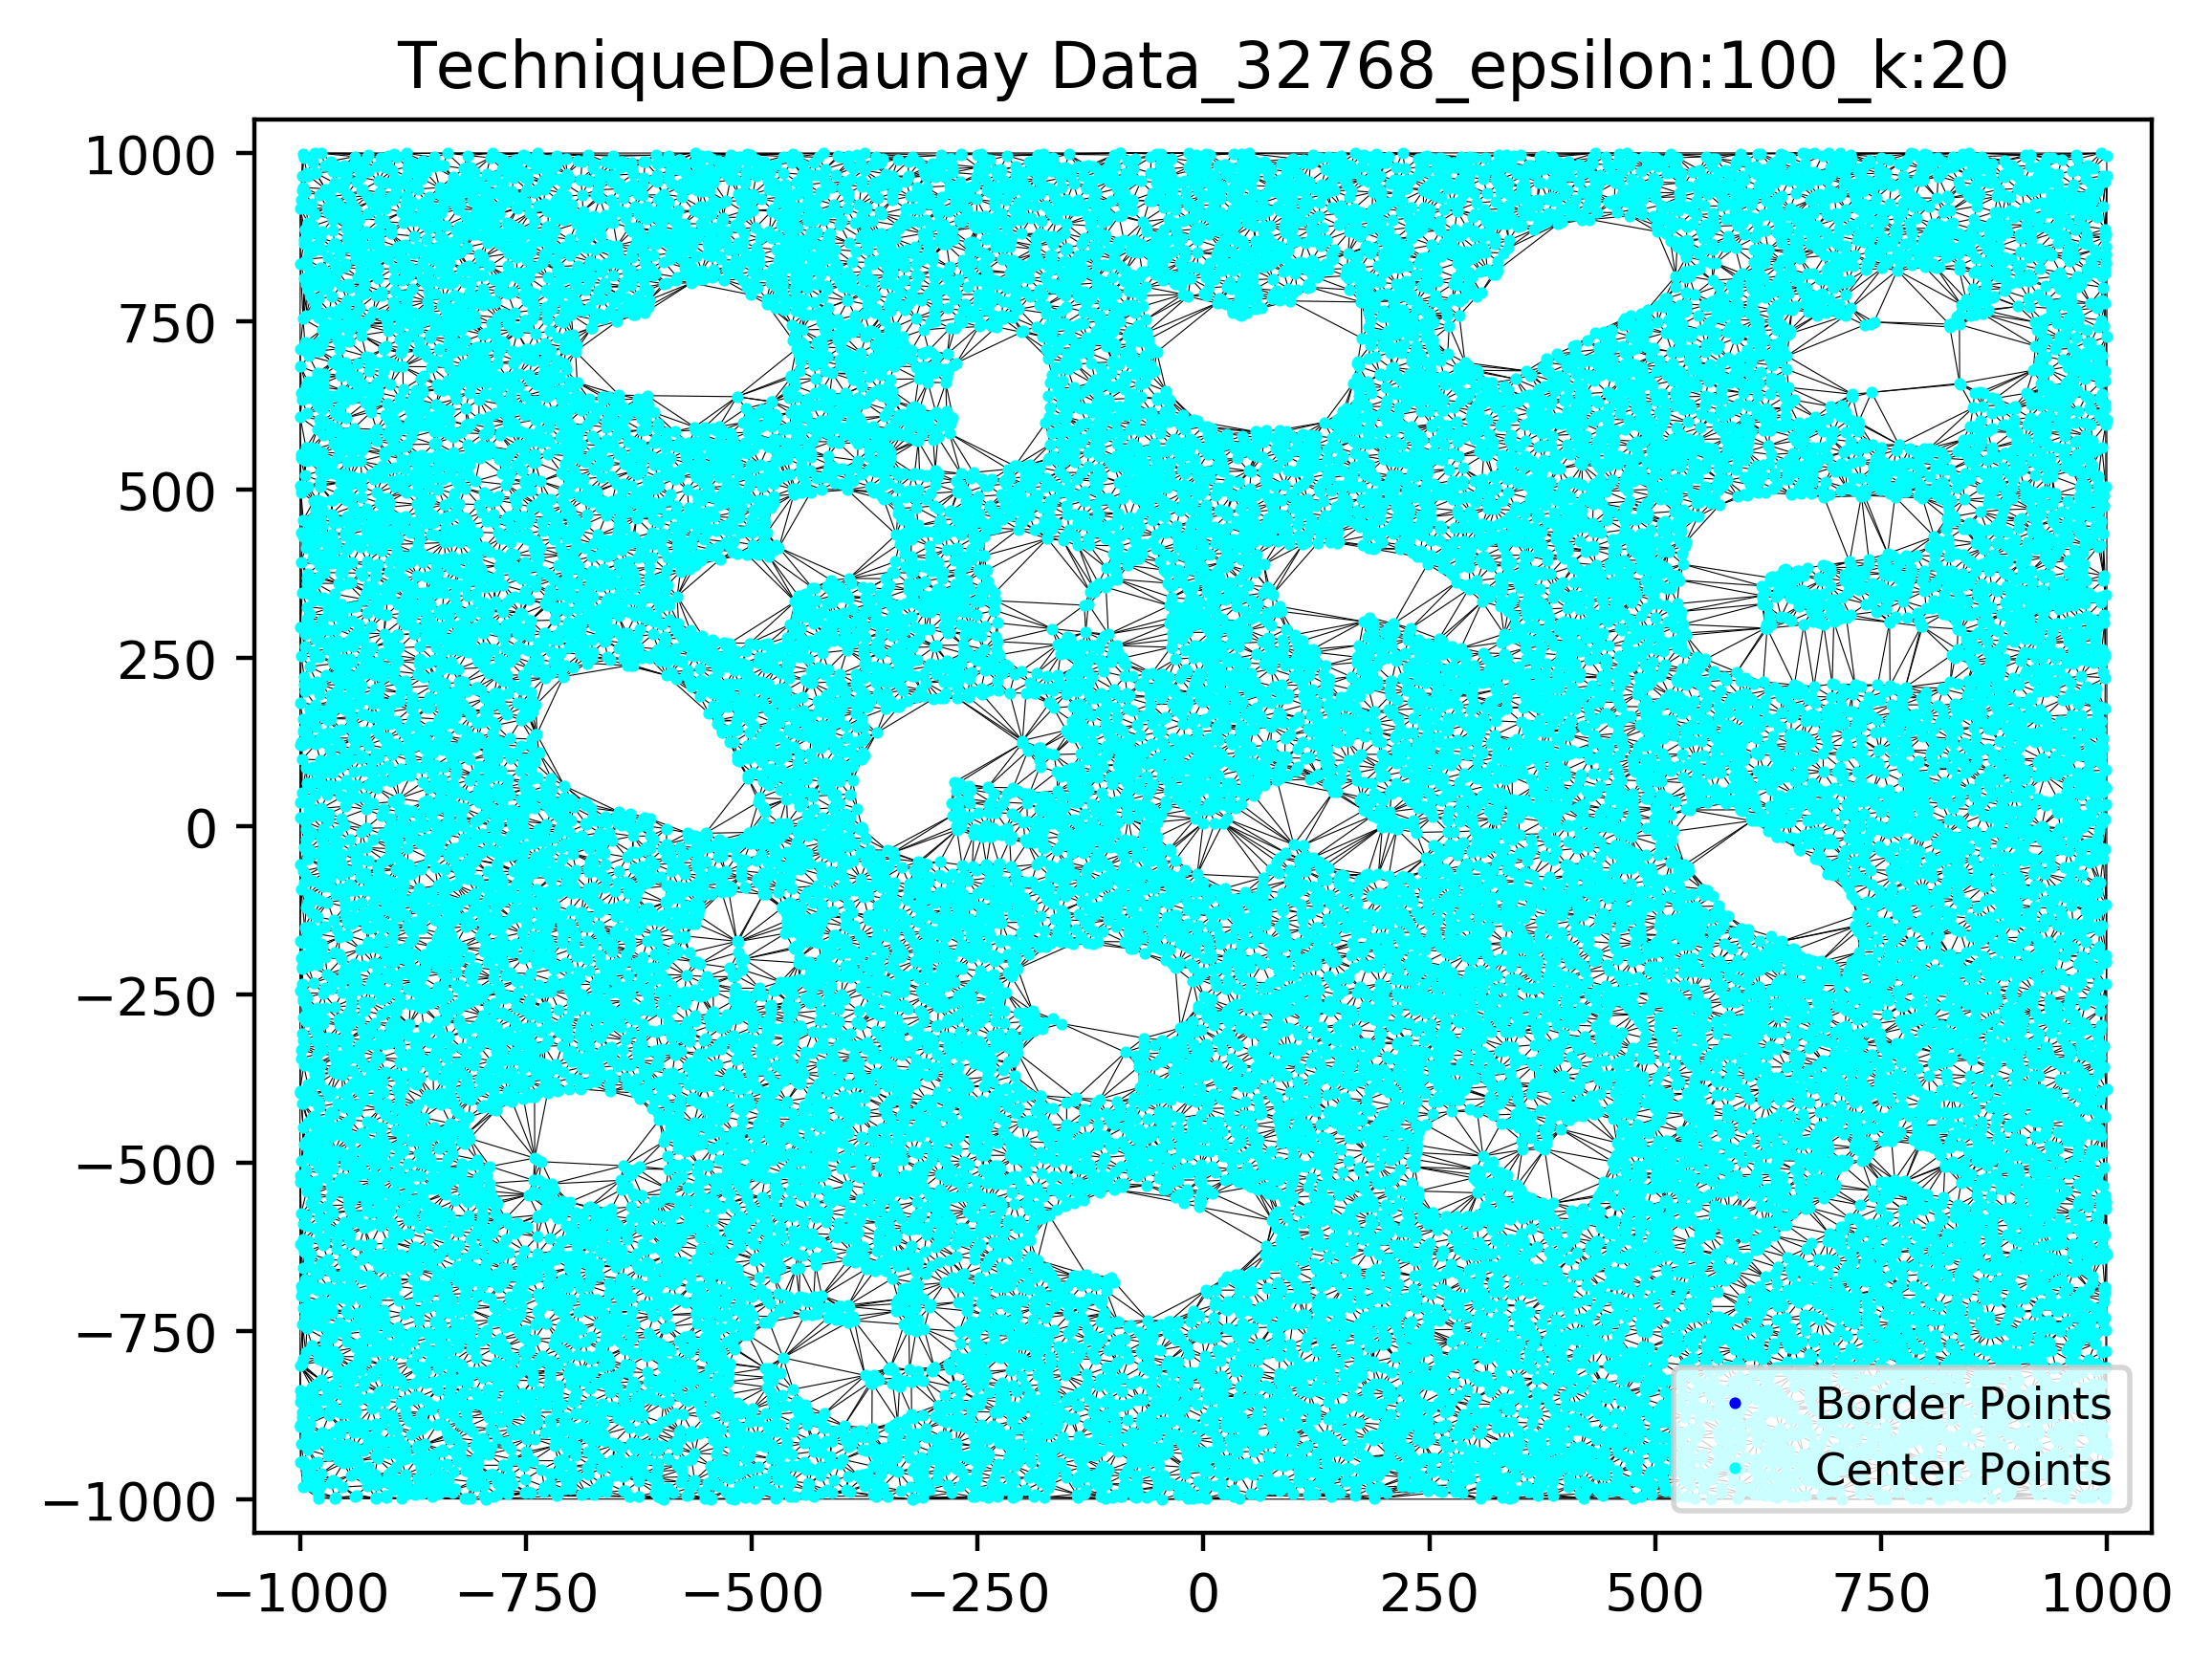 TechniqueDelaunay Data_32768_epsilon:100_k:20
1000
750
500
250
0
−250
−500
−750
−1000
Border Points
Center Points
−1000 −750 −500 −250 0 250 500 750 1000